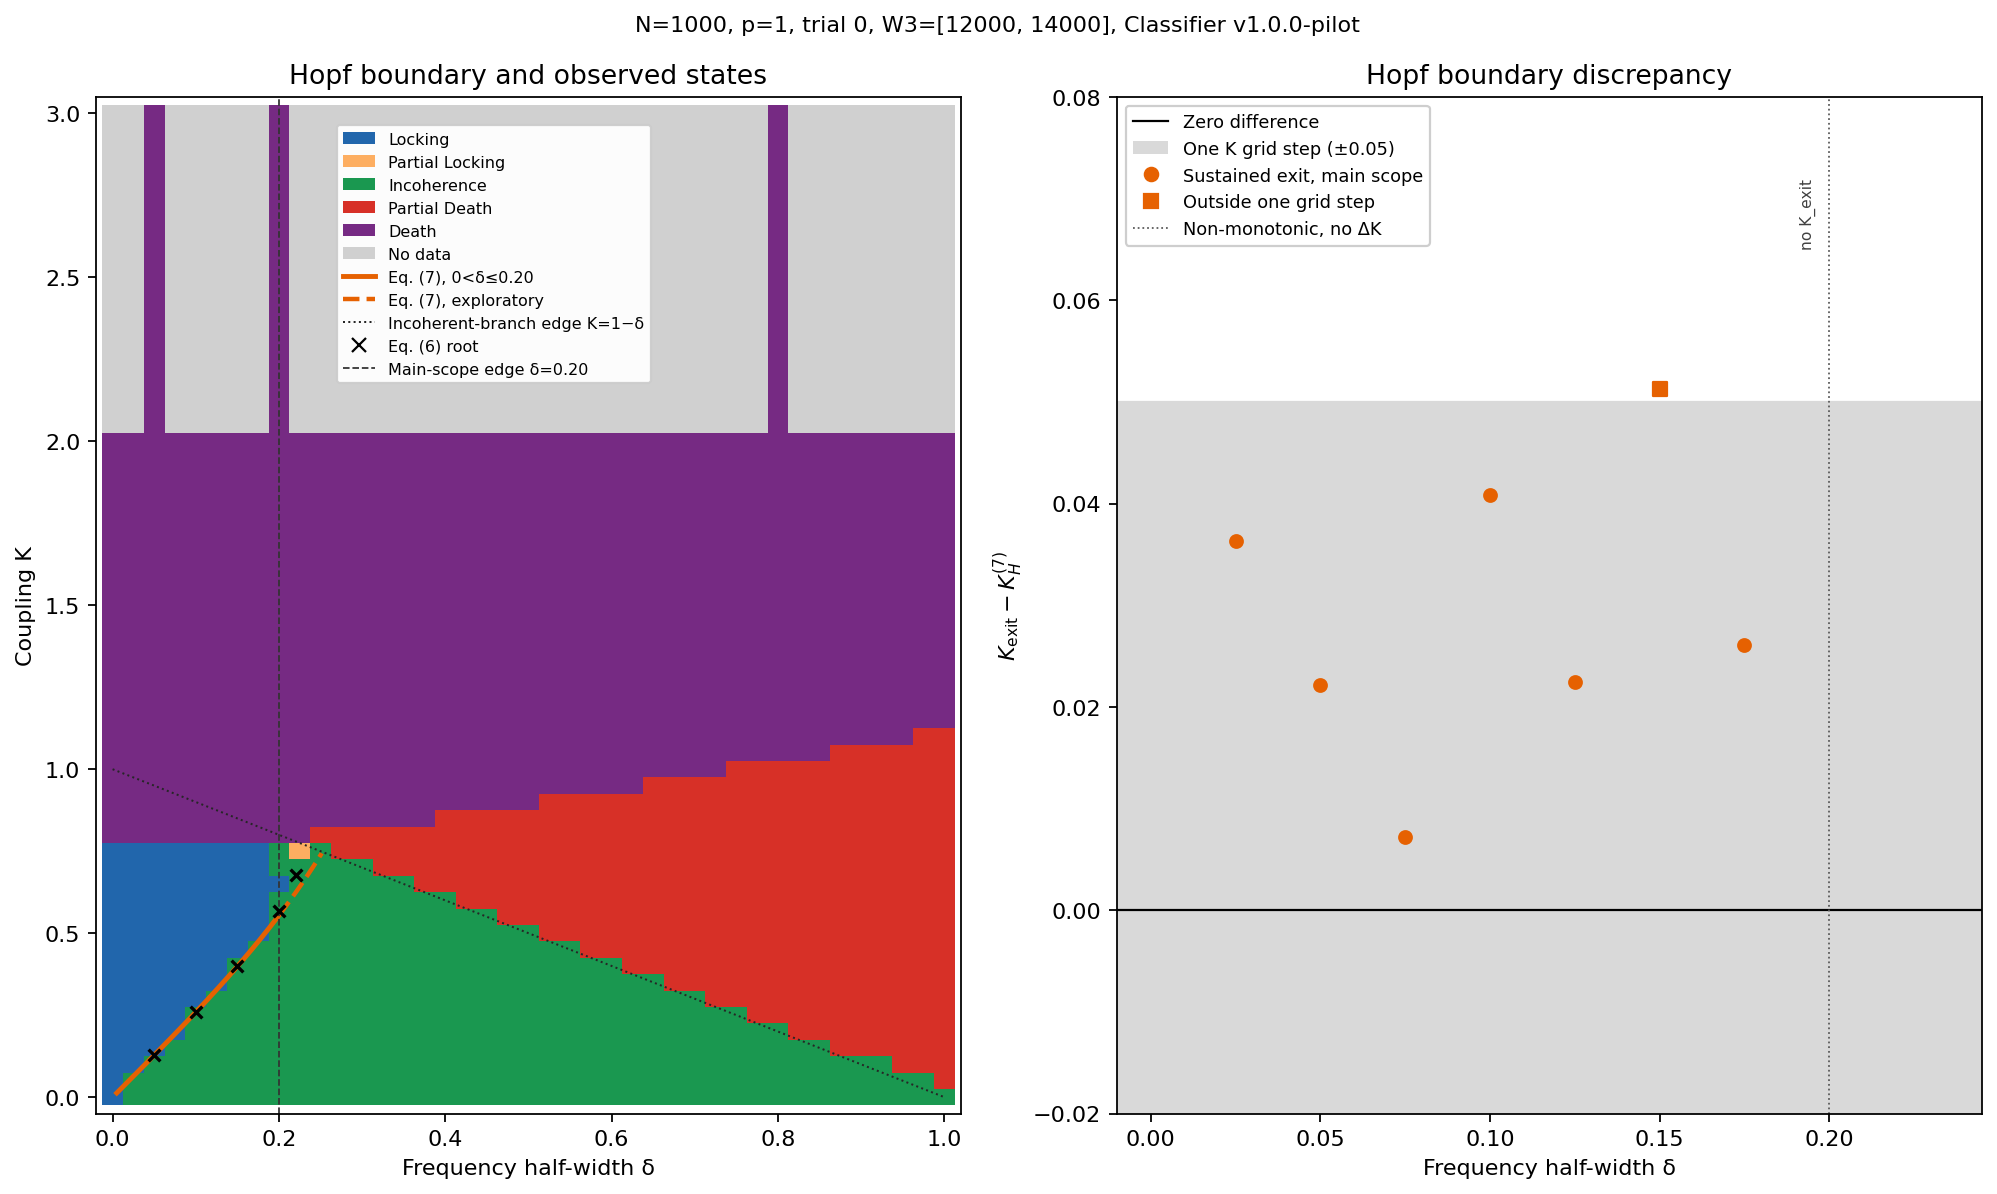 N=1000, p=1, trial 0, W3=[12000, 14000], Classifier v1.0.0-pilot
Hopf boundary and observed states
3.0
2.5
2.0
1.5
1.0
0.5
0.0
Coupling K
Locking
Partial Locking
Incoherence
Partial Death
Death
No data
Eq. (7), 0<δ≤0.20
Eq. (7), exploratory
Incoherent-branch edge K=1−δ
Eq. (6) root
Main-scope edge δ=0.20
0.0
0.2
0.4
0.6
0.8
1.0
Frequency half-width δ
Hopf boundary discrepancy
0.08
0.06
0.04
0.02
0.00
−0.02
K_exit − K_H^(7)
Zero difference
One K grid step (±0.05)
Sustained exit, main scope
Outside one grid step
Non-monotonic, no ΔK
no K_exit
0.00
0.05
0.10
0.15
0.20
Frequency half-width δ